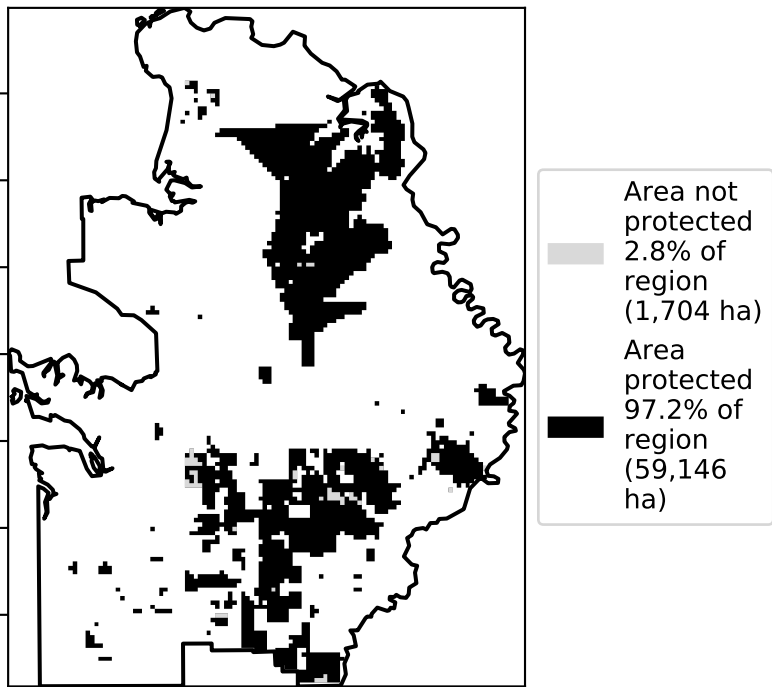 Area not
protected
2.8% of
region
(1,704 ha)
Area
protected
97.2% of
region
(59,146
ha)